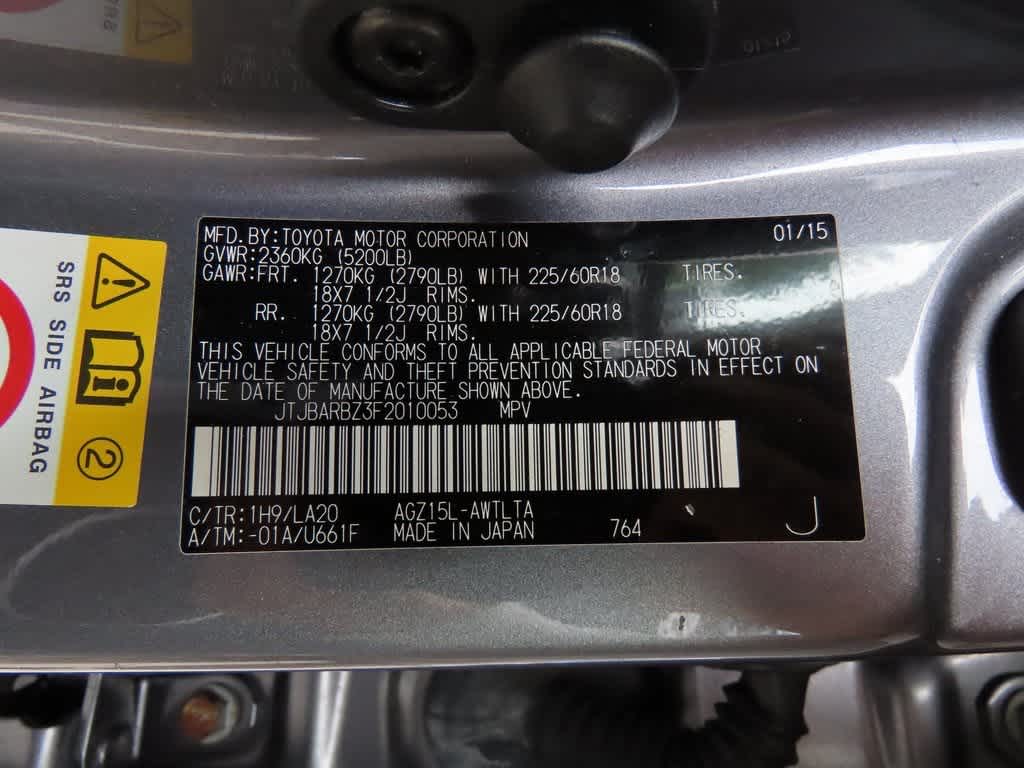 MFD.BY:TOYOTA MOTOR CORPORATION 01/15
GVWR:2360KG (5200LB)
GAWR:FRT. 1270KG (2790LB) WITH 225/60R18 TIRES.
18X7 1/2J RIMS.
RR. 1270KG (2790LB) WITH 225/60R18 TIRES.
18X7 1/2J RIMS.
THIS VEHICLE CONFORMS TO ALL APPLICABLE FEDERAL MOTOR
VEHICLE SAFETY AND THEFT PREVENTION STANDARDS IN EFFECT ON
THE DATE OF MANUFACTURE SHOWN ABOVE.
JTJBARBZ3F2010053 MPV
C/TR:1H9/LA20 AGZ15L-AWTLTA
A/TM:-01A/U661F MADE IN JAPAN 764 J
SRS SIDE AIRBAG
2